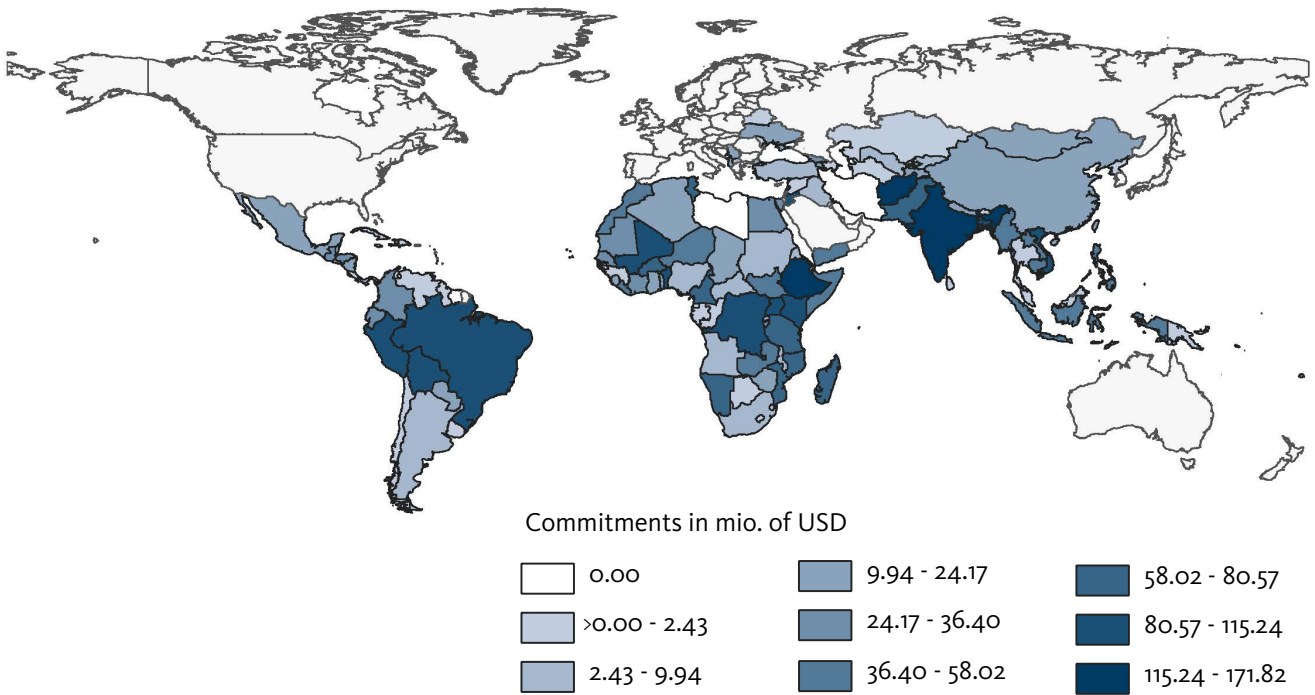 Commitments in mio. of USD
0.00
>0.00 - 2.43
2.43 - 9.94
9.94 - 24.17
24.17 - 36.40
36.40 - 58.02
58.02 - 80.57
80.57 - 115.24
115.24 - 171.82